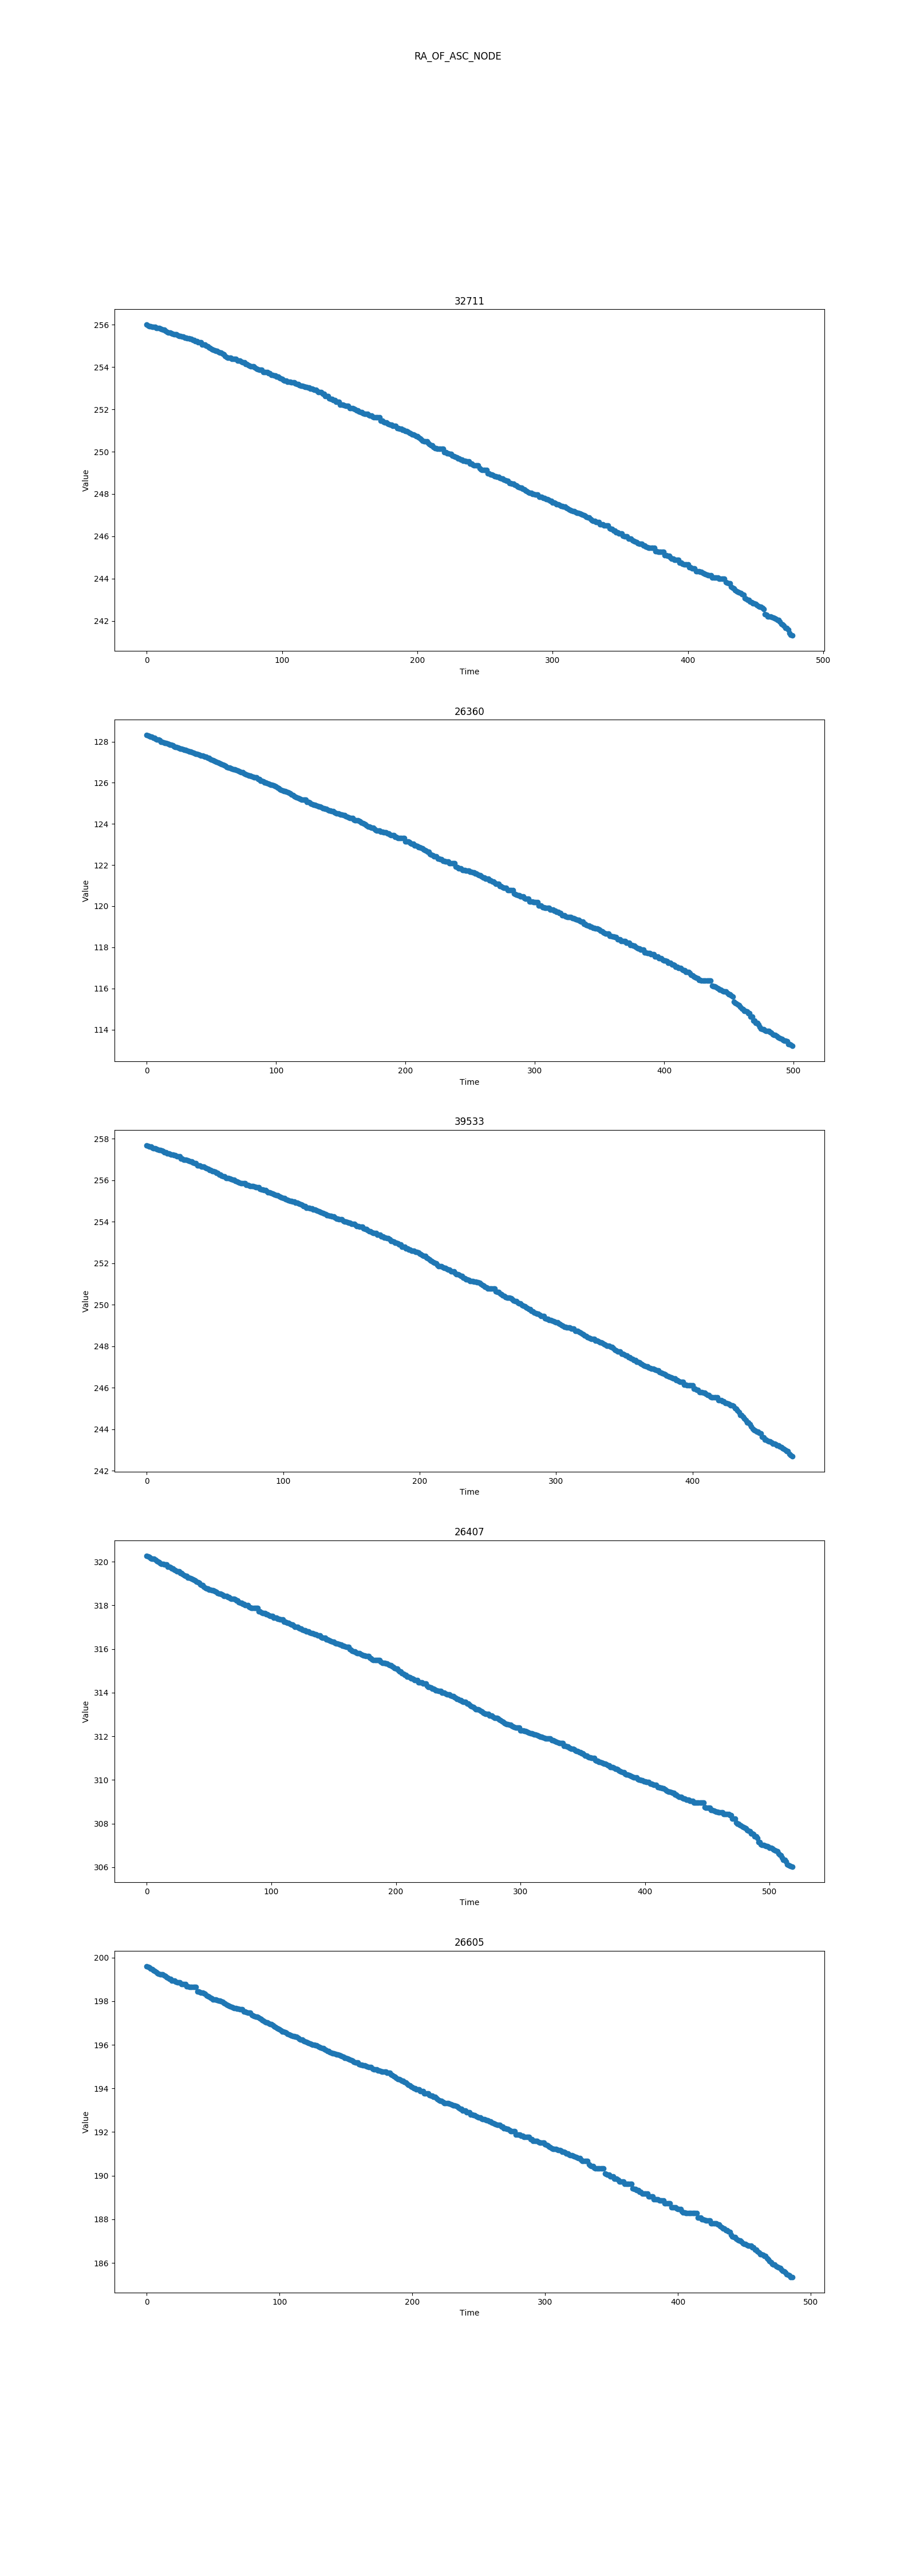 RA_OF_ASC_NODE
32711
256
254
252
250
248
246
244
242
Value
0 100 200 300 400 500
Time
26360
128
126
124
122
120
118
116
114
Value
0 100 200 300 400 500
Time
39533
258
256
254
252
250
248
246
244
242
Value
0 100 200 300 400
Time
26407
320
318
316
314
312
310
308
306
Value
0 100 200 300 400 500
Time
26605
200
198
196
194
192
190
188
186
Value
0 100 200 300 400 500
Time